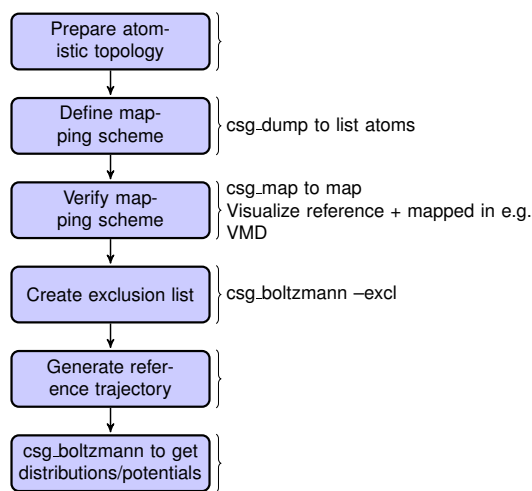 Prepare atom-
istic topology
Define map-
ping scheme
csg_dump to list atoms
Verify map-
ping scheme
csg_map to map
Visualize reference + mapped in e.g.
VMD
Create exclusion list
csg_boltzmann –excl
Generate refer-
ence trajectory
csg_boltzmann to get
distributions/potentials